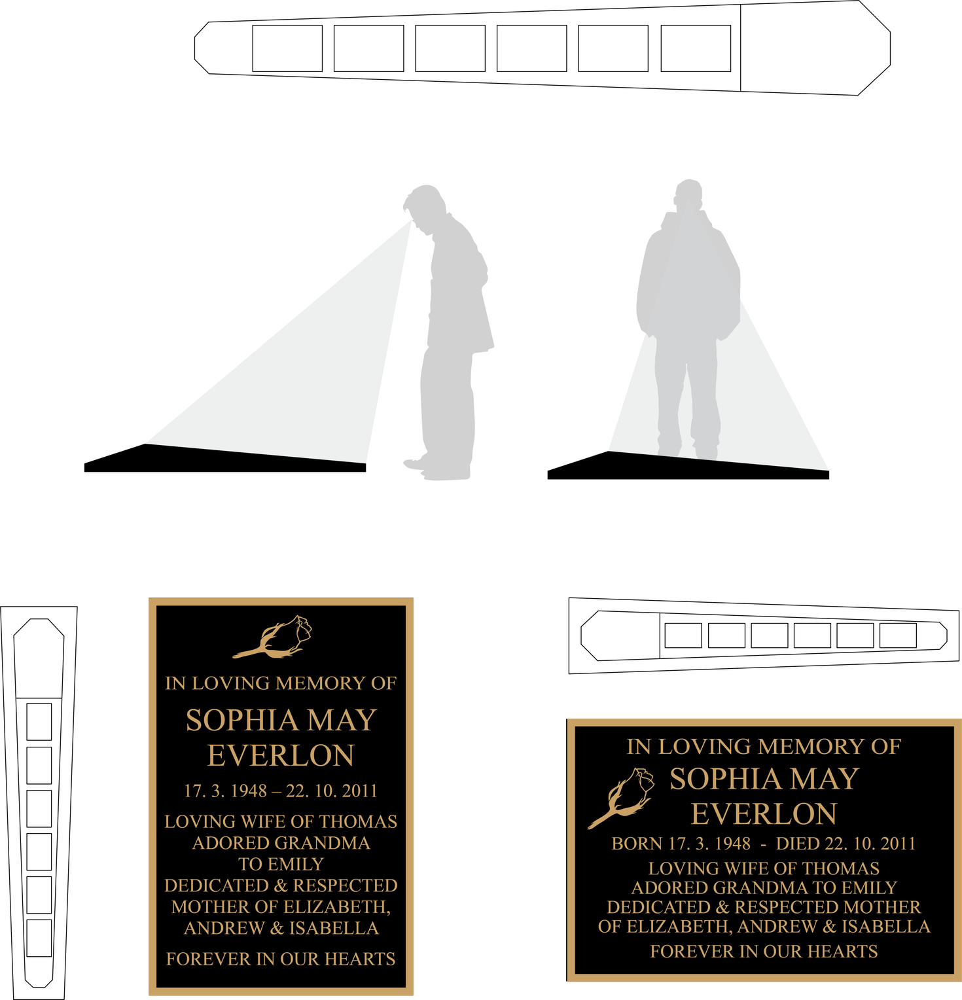 IN LOVING MEMORY OF
SOPHIA MAY
EVERLON
17. 3. 1948 – 22. 10. 2011
LOVING WIFE OF THOMAS
ADORED GRANDMA
TO EMILY
DEDICATED & RESPECTED
MOTHER OF ELIZABETH,
ANDREW & ISABELLA
FOREVER IN OUR HEARTS
IN LOVING MEMORY OF
SOPHIA MAY
EVERLON
BORN 17. 3. 1948 - DIED 22. 10. 2011
LOVING WIFE OF THOMAS
ADORED GRANDMA TO EMILY
DEDICATED & RESPECTED MOTHER
OF ELIZABETH, ANDREW & ISABELLA
FOREVER IN OUR HEARTS